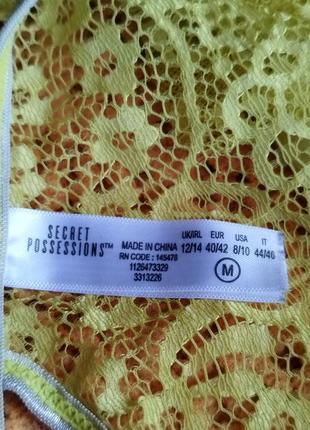 SECRET
POSSESSIONS™
MADE IN CHINA
RN CODE : 145478
1126473329
3313226
UK/IRL EUR USA IT
12/14 40/42 8/10 44/46
M